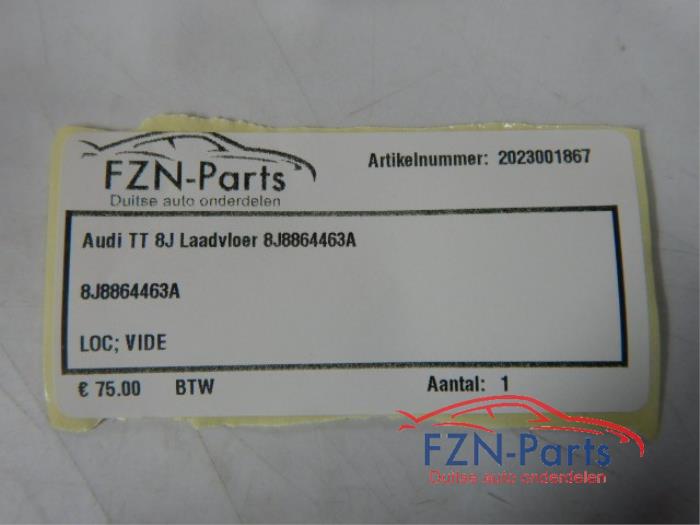 FZN-Parts
Duitse auto onderdelen
Artikelnummer: 2023001867
Audi TT 8J Laadvloer 8J8864463A
8J8864463A
LOC; VIDE
€ 75.00 BTW Aantal: 1
FZN-Parts
Duitse auto onderdelen